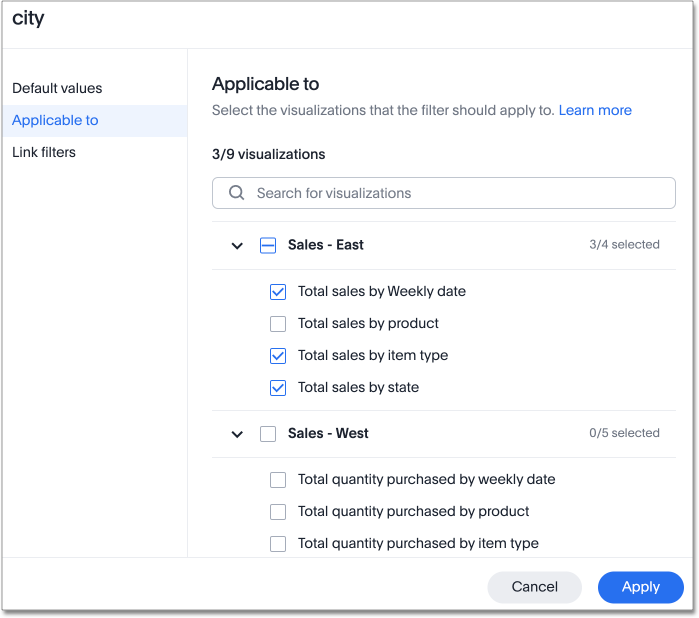 city
Default values
Applicable to
Link filters
Applicable to
Select the visualizations that the filter should apply to. Learn more
3/9 visualizations
Search for visualizations
Sales - East 3/4 selected
Total sales by Weekly date
Total sales by product
Total sales by item type
Total sales by state
Sales - West 0/5 selected
Total quantity purchased by weekly date
Total quantity purchased by product
Total quantity purchased by item type
Cancel Apply